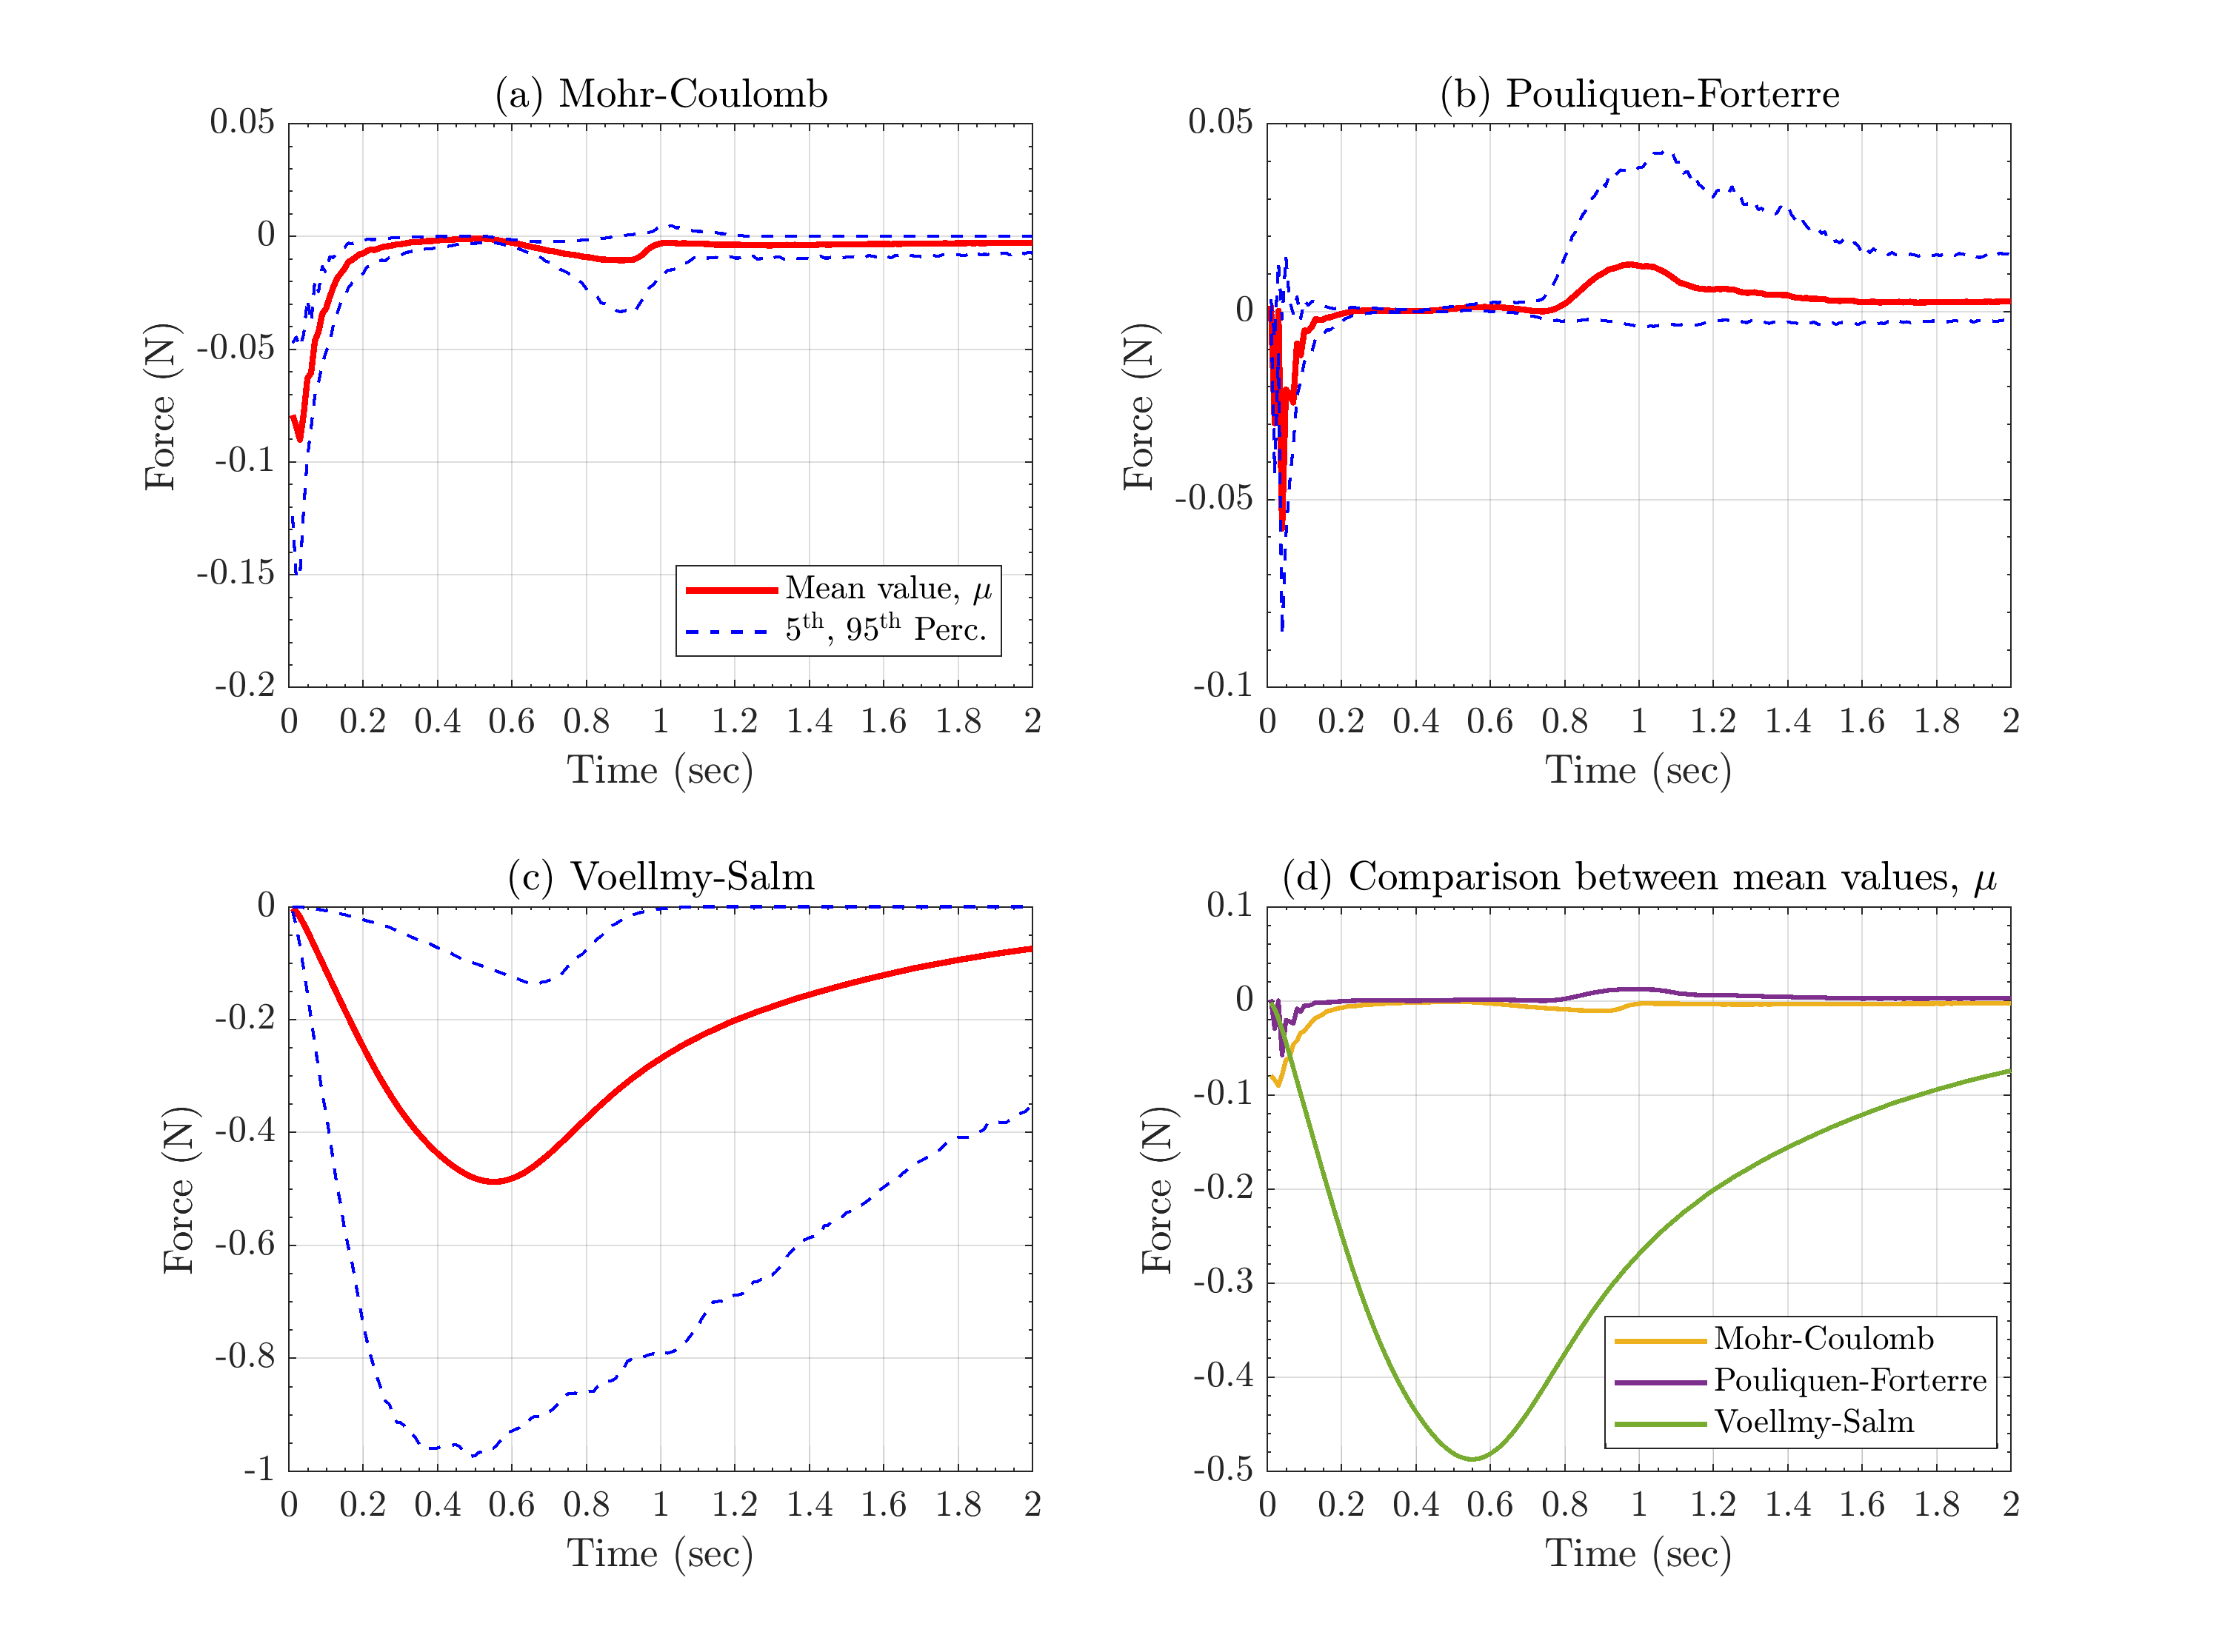 (a) Mohr-Coulomb
0.05
0
-0.05
-0.1
-0.15
-0.2
Force (N)
Mean value, μ
5th, 95th Perc.
0 0.2 0.4 0.6 0.8 1 1.2 1.4 1.6 1.8 2
Time (sec)
(b) Pouliquen-Forterre
0.05
0
-0.05
-0.1
Force (N)
0 0.2 0.4 0.6 0.8 1 1.2 1.4 1.6 1.8 2
Time (sec)
(c) Voellmy-Salm
0
-0.2
-0.4
-0.6
-0.8
-1
Force (N)
0 0.2 0.4 0.6 0.8 1 1.2 1.4 1.6 1.8 2
Time (sec)
(d) Comparison between mean values, μ
0.1
0
-0.1
-0.2
-0.3
-0.4
-0.5
Force (N)
Mohr-Coulomb
Pouliquen-Forterre
Voellmy-Salm
0 0.2 0.4 0.6 0.8 1 1.2 1.4 1.6 1.8 2
Time (sec)